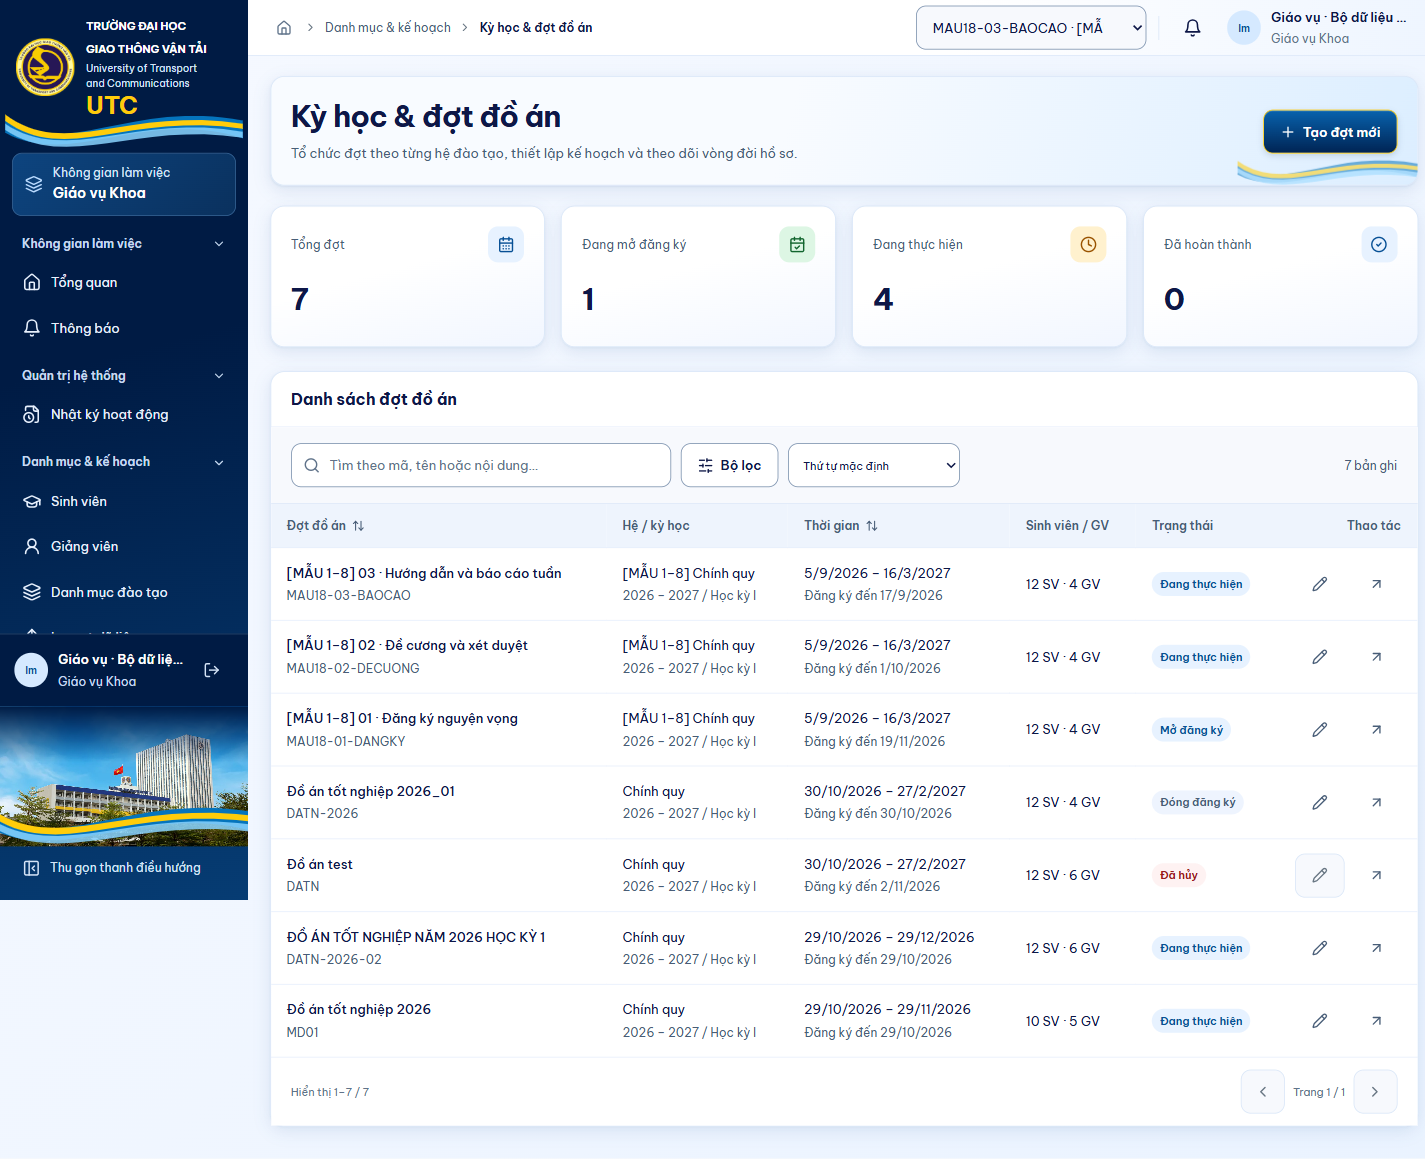 TRƯỜNG ĐẠI HỌC
GIAO THÔNG VẬN TẢI
University of Transport
and Communications
UTC
Không gian làm việc
Giáo vụ Khoa
Không gian làm việc
Tổng quan
Thông báo
Quản trị hệ thống
Nhật ký hoạt động
Danh mục & kế hoạch
Sinh viên
Giảng viên
Danh mục đào tạo
Im
Giáo vụ · Bộ dữ liệ...
Giáo vụ Khoa
Thu gọn thanh điều hướng
Danh mục & kế hoạch
Kỳ học & đợt đồ án
MAU18-03-BAOCAO · [MẪ
Im
Giáo vụ · Bộ dữ liệu ...
Giáo vụ Khoa
Kỳ học & đợt đồ án
Tổ chức đợt theo từng hệ đào tạo, thiết lập kế hoạch và theo dõi vòng đời hồ sơ.
Tạo đợt mới
Tổng đợt
7
Đang mở đăng ký
1
Đang thực hiện
4
Đã hoàn thành
0
Danh sách đợt đồ án
Tìm theo mã, tên hoặc nội dung...
Bộ lọc
Thứ tự mặc định
7 bản ghi
Đợt đồ án Hệ / kỳ học Thời gian Sinh viên / GV Trạng thái Thao tác
[MẪU 1-8] 03 · Hướng dẫn và báo cáo tuần [MẪU 1-8] Chính quy 5/9/2026 – 16/3/2027 12 SV · 4 GV Đang thực hiện
MAU18-03-BAOCAO 2026 – 2027 / Học kỳ I Đăng ký đến 17/9/2026
[MẪU 1-8] 02 · Đề cương và xét duyệt [MẪU 1-8] Chính quy 5/9/2026 – 16/3/2027 12 SV · 4 GV Đang thực hiện
MAU18-02-DECUONG 2026 – 2027 / Học kỳ I Đăng ký đến 1/10/2026
[MẪU 1-8] 01 · Đăng ký nguyện vọng [MẪU 1-8] Chính quy 5/9/2026 – 16/3/2027 12 SV · 4 GV Mở đăng ký
MAU18-01-DANGKY 2026 – 2027 / Học kỳ I Đăng ký đến 19/11/2026
Đồ án tốt nghiệp 2026_01 Chính quy 30/10/2026 – 27/2/2027 12 SV · 4 GV Đóng đăng ký
DATN-2026 2026 – 2027 / Học kỳ I Đăng ký đến 30/10/2026
Đồ án test Chính quy 30/10/2026 – 27/2/2027 12 SV · 6 GV Đã hủy
DATN 2026 – 2027 / Học kỳ I Đăng ký đến 2/11/2026
ĐỒ ÁN TỐT NGHIỆP NĂM 2026 HỌC KỲ 1 Chính quy 29/10/2026 – 29/12/2026 12 SV · 6 GV Đang thực hiện
DATN-2026-02 2026 – 2027 / Học kỳ I Đăng ký đến 29/10/2026
Đồ án tốt nghiệp 2026 Chính quy 29/10/2026 – 29/11/2026 10 SV · 5 GV Đang thực hiện
MD01 2026 – 2027 / Học kỳ I Đăng ký đến 29/10/2026
Hiển thị 1–7 / 7
Trang 1 / 1